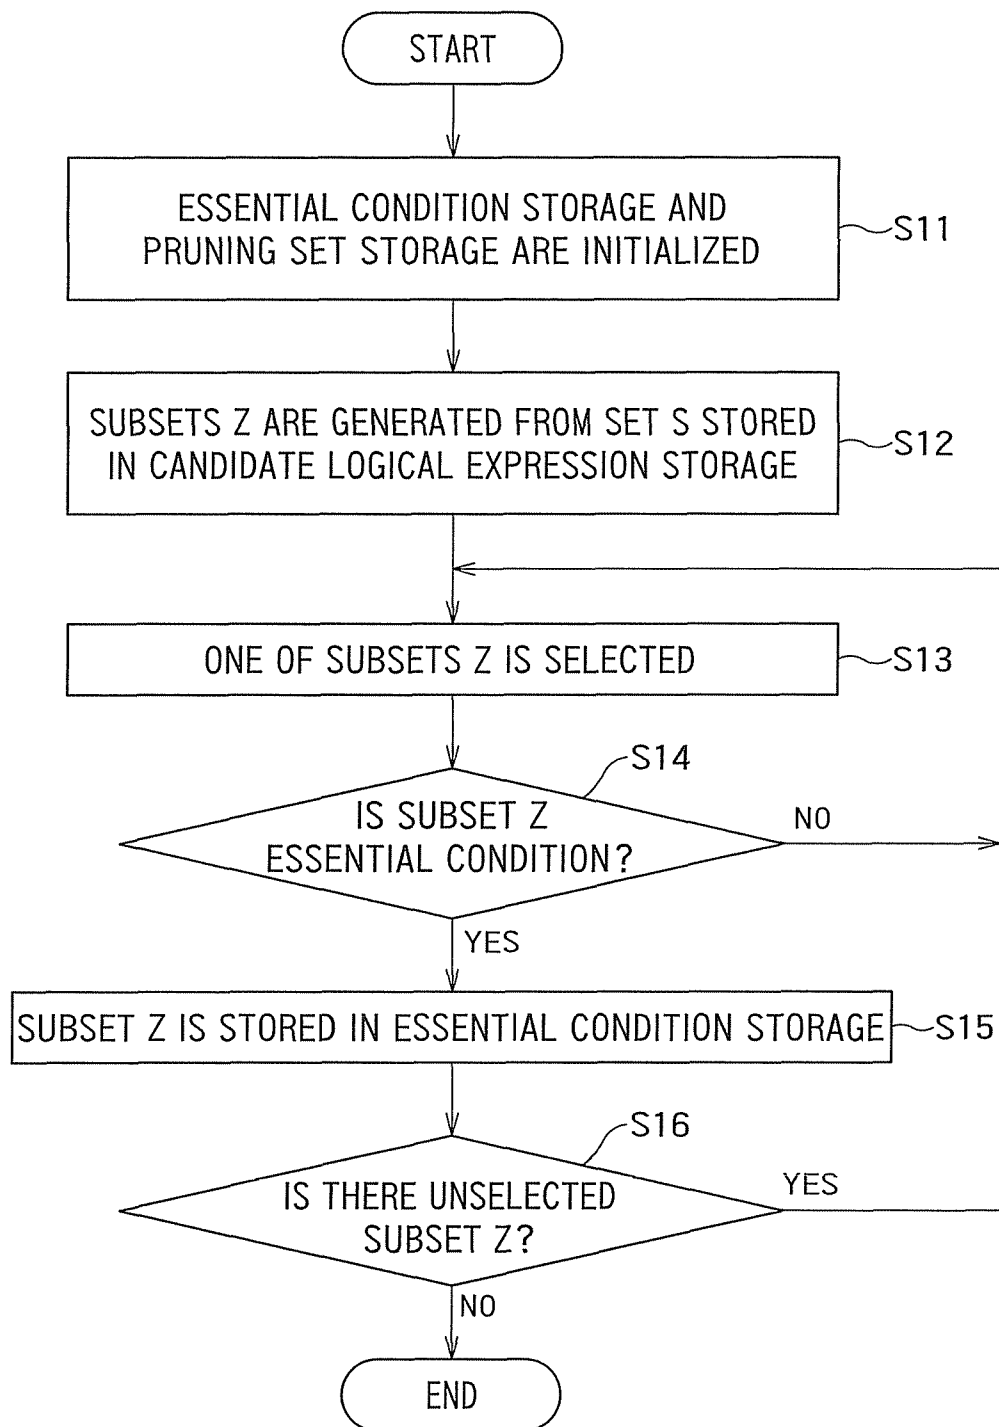 START
ESSENTIAL CONDITION STORAGE AND
PRUNING SET STORAGE ARE INITIALIZED
S11
SUBSETS Z ARE GENERATED FROM SET S STORED
IN CANDIDATE LOGICAL EXPRESSION STORAGE
S12
ONE OF SUBSETS Z IS SELECTED
S13
S14
IS SUBSET Z
ESSENTIAL CONDITION?
NO
YES
SUBSET Z IS STORED IN ESSENTIAL CONDITION STORAGE
S15
S16
IS THERE UNSELECTED
SUBSET Z?
YES
NO
END